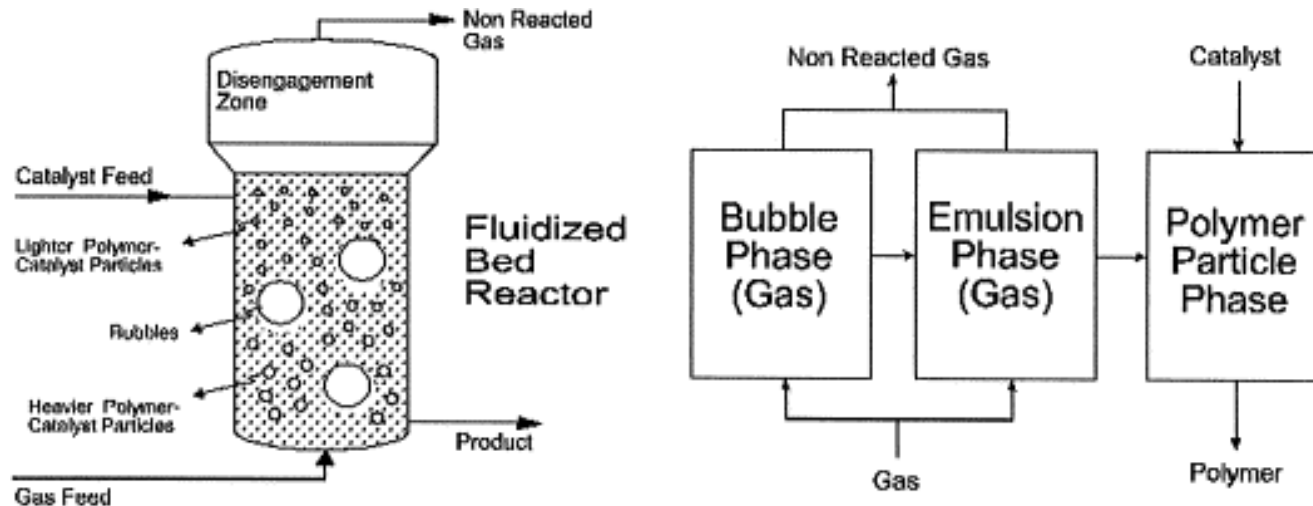 Non Reacted
Gas
Disengagement
Zone
Catalyst Feed
Lighter Polymer-
Catalyst Particles
Bubbles
Heavier Polymer-
Catalyst Particles
Gas Feed
Product
Fluidized
Bed
Reactor
Non Reacted Gas
Catalyst
Bubble
Phase
(Gas)
Emulsion
Phase
(Gas)
Polymer
Particle
Phase
Gas
Polymer